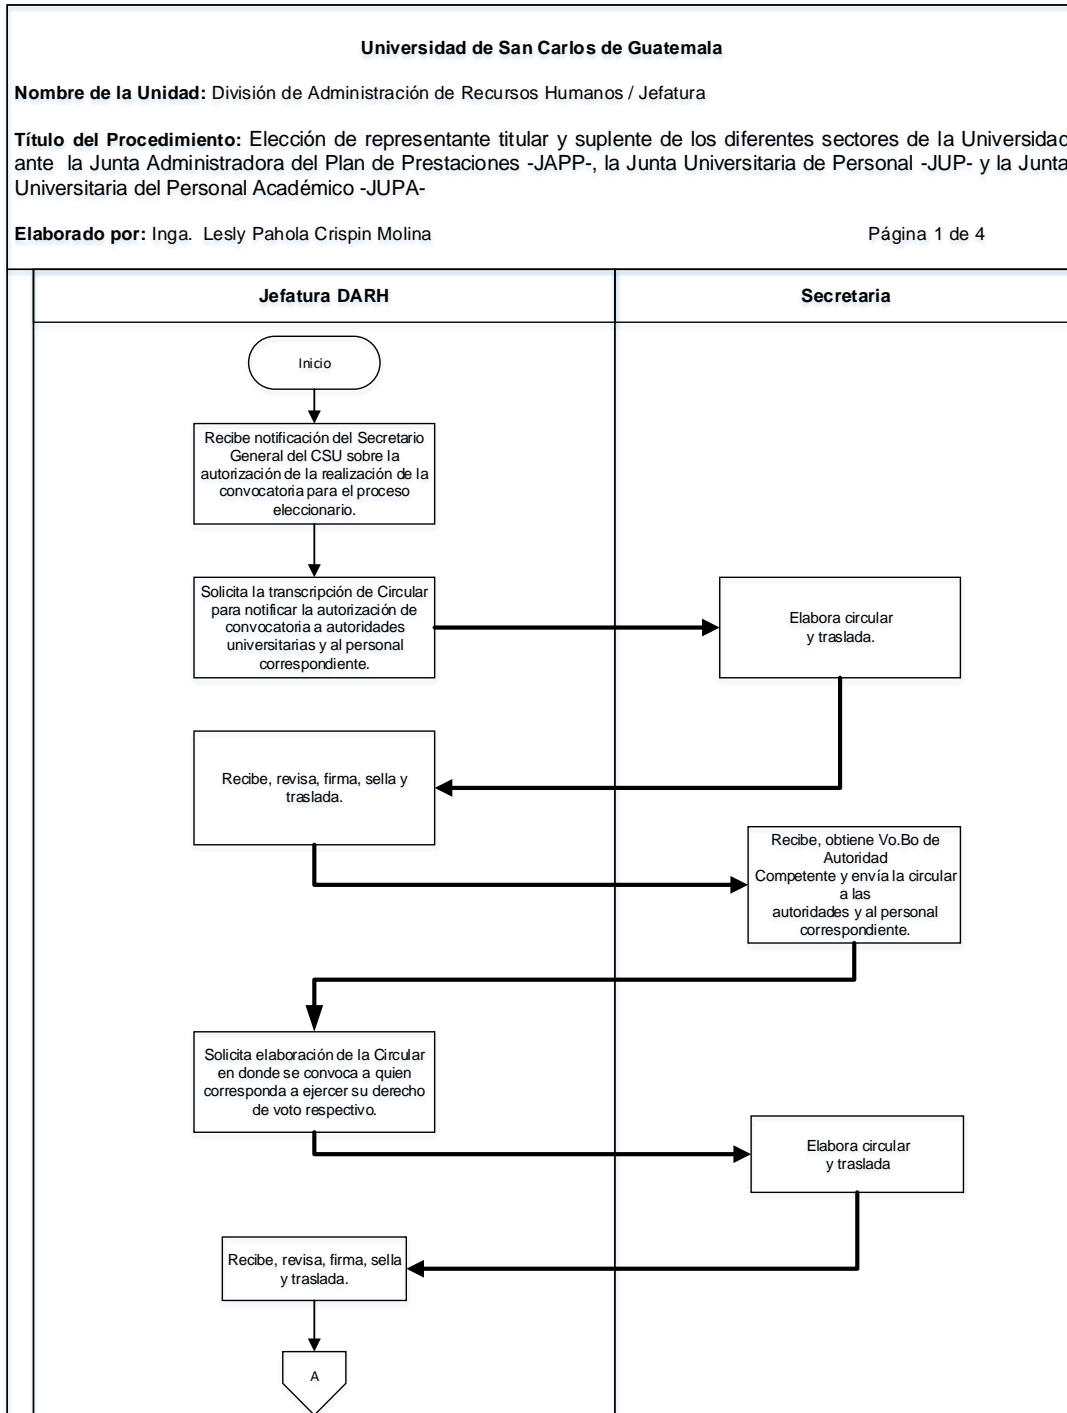 Universidad de San Carlos de Guatemala
Nombre de la Unidad: División de Administración de Recursos Humanos / Jefatura
Título del Procedimiento: Elección de representante titular y suplente de los diferentes sectores de la Universidad
ante la Junta Administradora del Plan de Prestaciones -JAPP-, la Junta Universitaria de Personal -JUP- y la Junta
Universitaria del Personal Académico -JUPA-
Elaborado por: Inga. Lesly Pahola Crispin Molina Página 1 de 4
Jefatura DARH Secretaria
Inicio
Recibe notificación del Secretario
General del CSU sobre la
autorización de la realización de la
convocatoria para el proceso
eleccionario.
Solicita la transcripción de Circular
para notificar la autorización de
convocatoria a autoridades
universitarias y al personal
correspondiente.
Elabora circular
y traslada.
Recibe, revisa, firma, sella y
traslada.
Recibe, obtiene Vo.Bo de
Autoridad
Competente y envía la circular
a las
autoridades y al personal
correspondiente.
Solicita elaboración de la Circular
en donde se convoca a quien
corresponda a ejercer su derecho
de voto respectivo.
Elabora circular
y traslada
Recibe, revisa, firma, sella
y traslada.
A